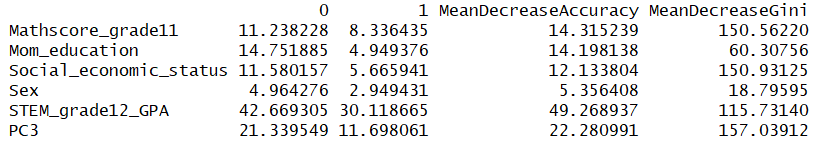 0 1 MeanDecreaseAccuracy MeanDecreaseGini
Mathscore_grade11 11.238228 8.336435 14.315239 150.56220
Mom_education 14.751885 4.949376 14.198138 60.30756
Social_economic_status 11.580157 5.665941 12.133804 150.93125
Sex 4.964276 2.949431 5.356408 18.79595
STEM_grade12_GPA 42.669305 30.118665 49.268937 115.73140
PC3 21.339549 11.698061 22.280991 157.03912